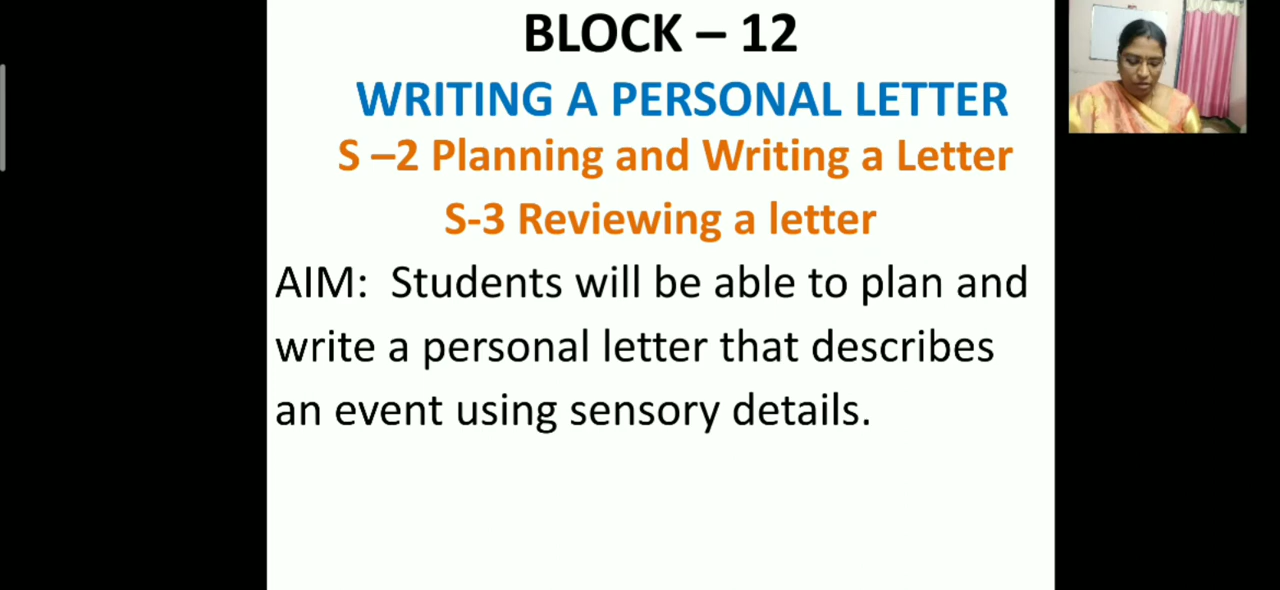 BLOCK – 12
WRITING A PERSONAL LETTER
S –2 Planning and Writing a Letter
S-3 Reviewing a letter
AIM:  Students will be able to plan and
write a personal letter that describes
an event using sensory details.